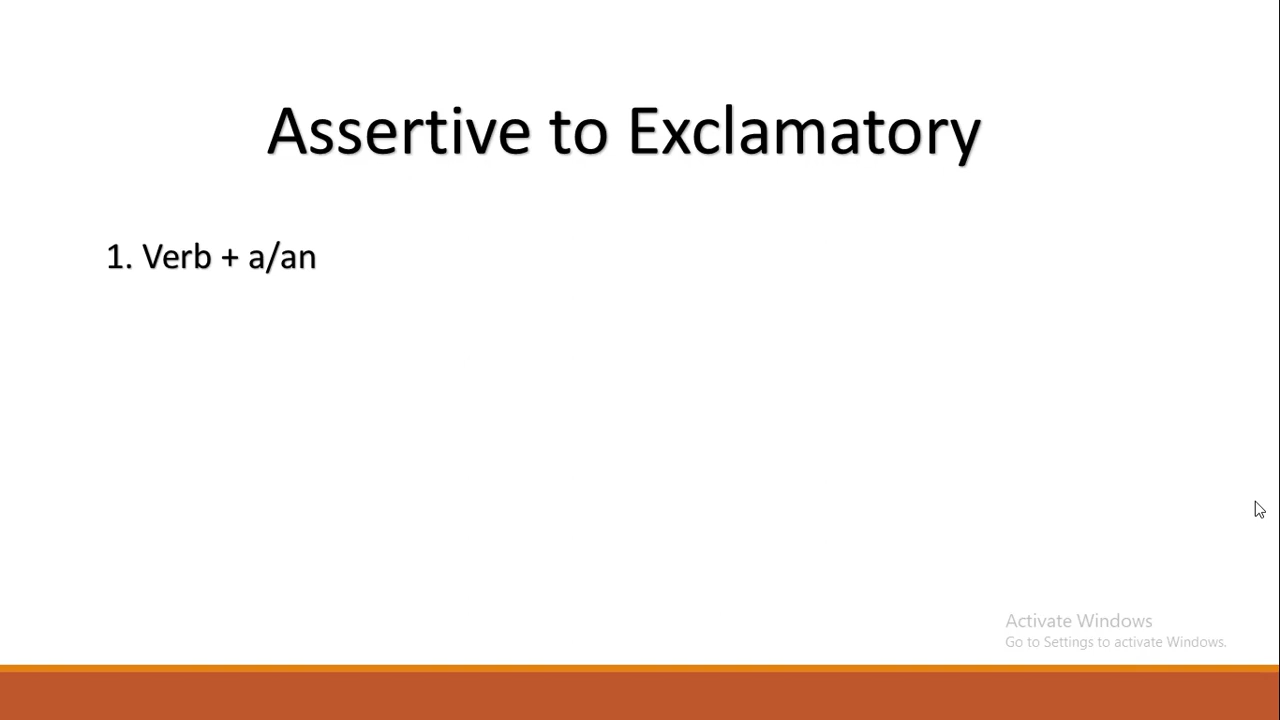 Assertive to Exclamatory
1. Verb + a/an
Activate Windows
Go to Settings to activate Windows.